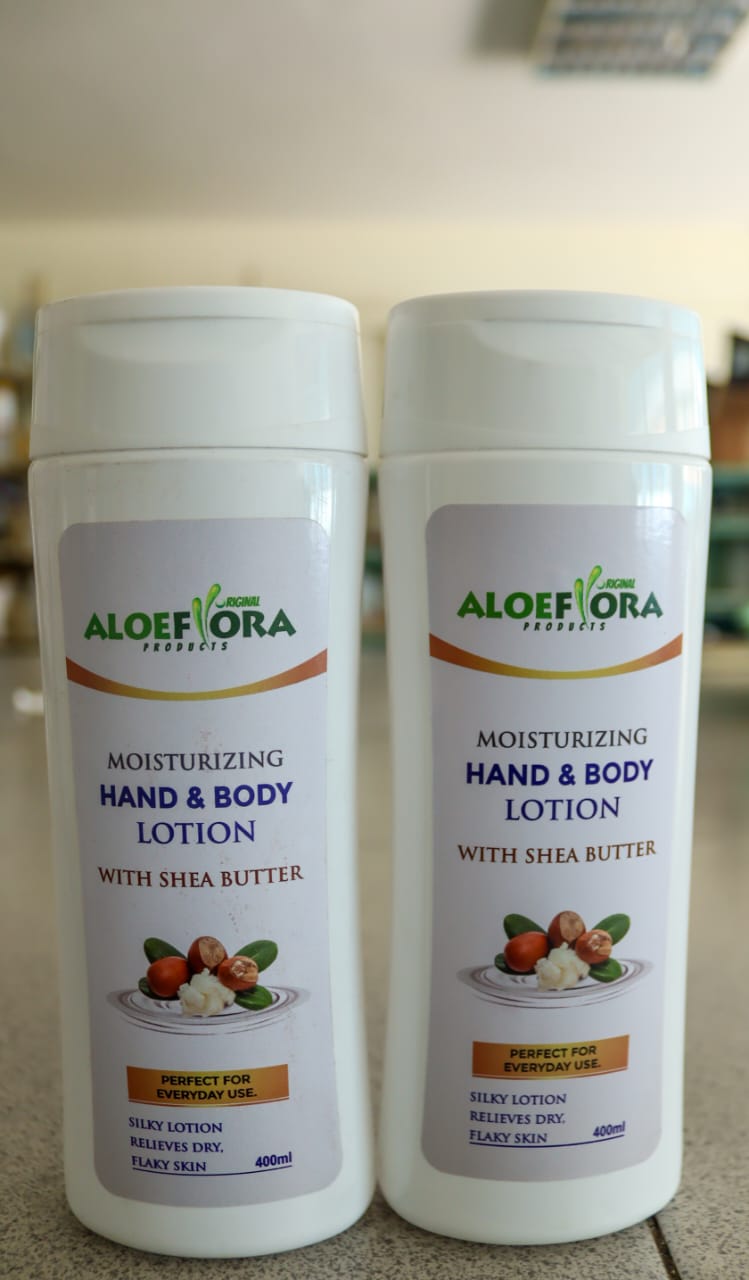 ORIGINAL
ALOEFLORA
PRODUCTS
MOISTURIZING
HAND & BODY
LOTION
WITH SHEA BUTTER
PERFECT FOR
EVERYDAY USE.
SILKY LOTION
RELIEVES DRY,
FLAKY SKIN
400ml
ORIGINAL
ALOEFLORA
PRODUCTS
MOISTURIZING
HAND & BODY
LOTION
WITH SHEA BUTTER
PERFECT FOR
EVERYDAY USE.
SILKY LOTION
RELIEVES DRY,
FLAKY SKIN
400ml